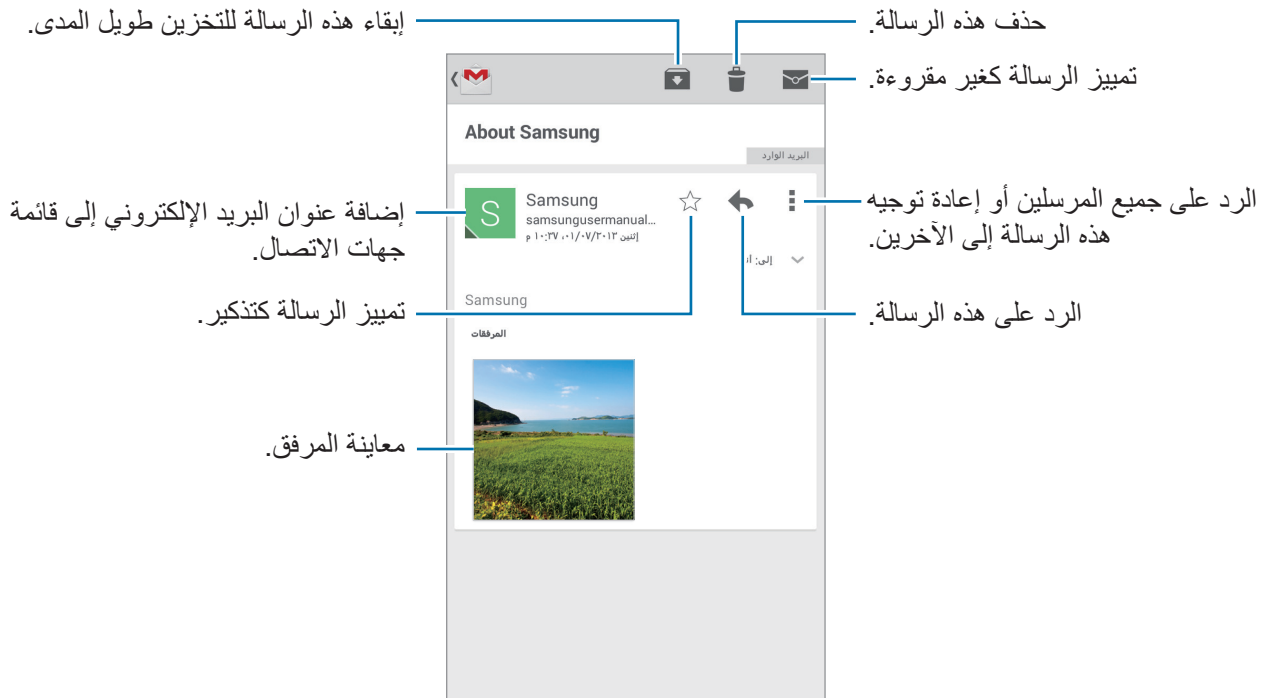 حذف هذه الرسالة.
إبقاء هذه الرسالة للتخزين طويل المدى.
تمييز الرسالة كغير مقروءة.
About Samsung
البريد الوارد
الرد على جميع المرسلين أو إعادة توجيه
هذه الرسالة إلى الآخرين.
S
Samsung
samsungusermanual...
إثنين ٠١/٠٧/٢٠١٣، ١٠:٣٧ م
إضافة عنوان البريد الإلكتروني إلى قائمة
جهات الاتصال.
إلى:
Samsung
الرد على هذه الرسالة.
تمييز الرسالة كتذكير.
المرفقات
معاينة المرفق.